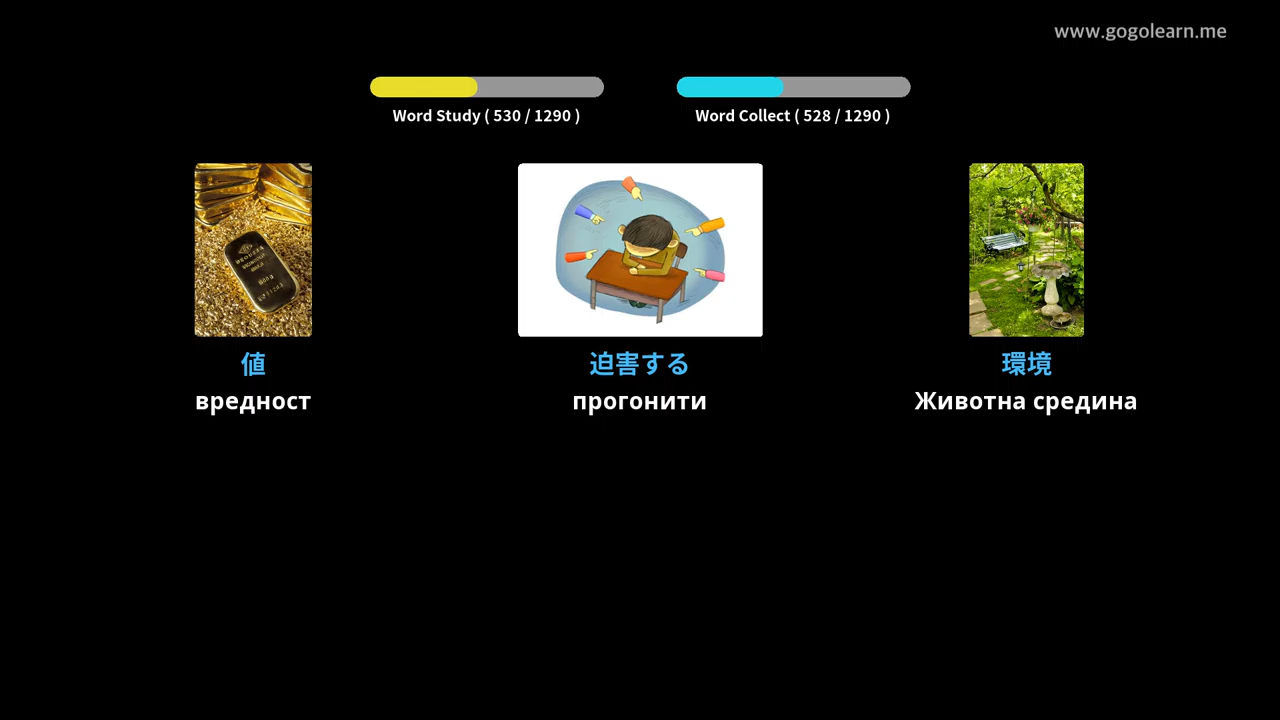 www.gogolearn.me
Word Study ( 530 / 1290 )
Word Collect ( 528 / 1290 )
値
迫害する
環境
вредност
прогонити
Животна средина